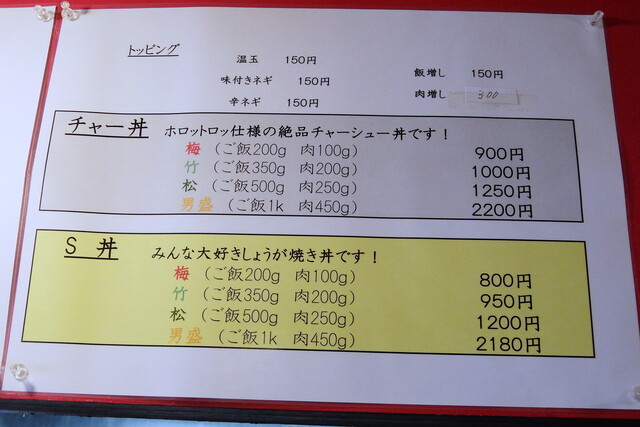 トッピング
温玉 150円
味付きネギ 150円
辛ネギ 150円
飯増し 150円
肉増し 300
チャー丼 ホロットロッ仕様の絶品チャーシュー丼です！
梅 (ご飯200g 肉100g) 900円
竹 (ご飯350g 肉200g) 1000円
松 (ご飯500g 肉250g) 1250円
男盛 (ご飯1k 肉450g) 2200円
S 丼 みんな大好きしょうが焼き丼です！
梅 (ご飯200g 肉100g) 800円
竹 (ご飯350g 肉200g) 950円
松 (ご飯500g 肉250g) 1200円
男盛 (ご飯1k 肉450g) 2180円